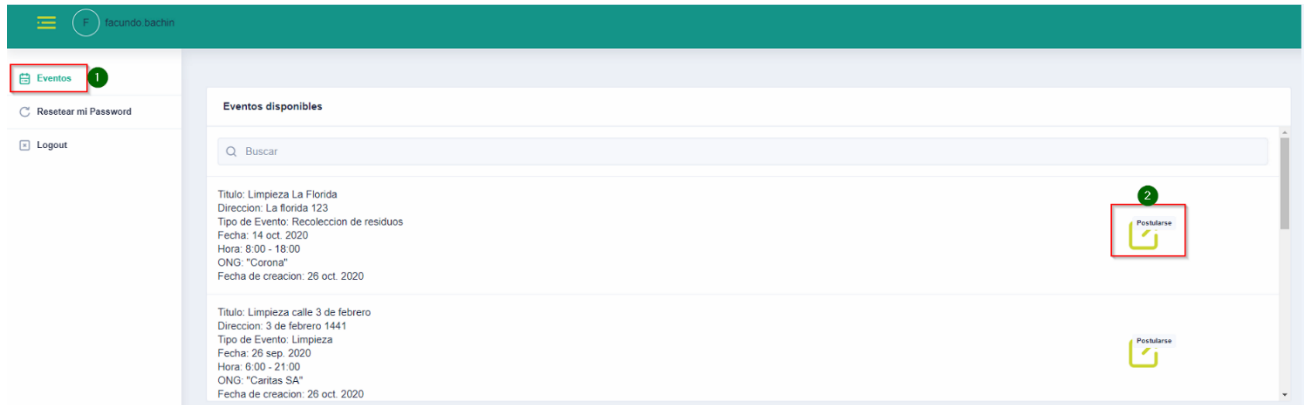 F facundo.bachin
Eventos 1
Resetear mi Password
Logout
Eventos disponibles
Buscar
Titulo: Limpieza La Florida
Direccion: La florida 123
Tipo de Evento: Recoleccion de residuos
Fecha: 14 oct. 2020
Hora: 8:00 - 18:00
ONG: "Corona"
Fecha de creacion: 26 oct. 2020
2
Postularse
Titulo: Limpieza calle 3 de febrero
Direccion: 3 de febrero 1441
Tipo de Evento: Limpieza
Fecha: 26 sep. 2020
Hora: 6:00 - 21:00
ONG: "Caritas SA"
Fecha de creacion: 26 oct. 2020
Postularse